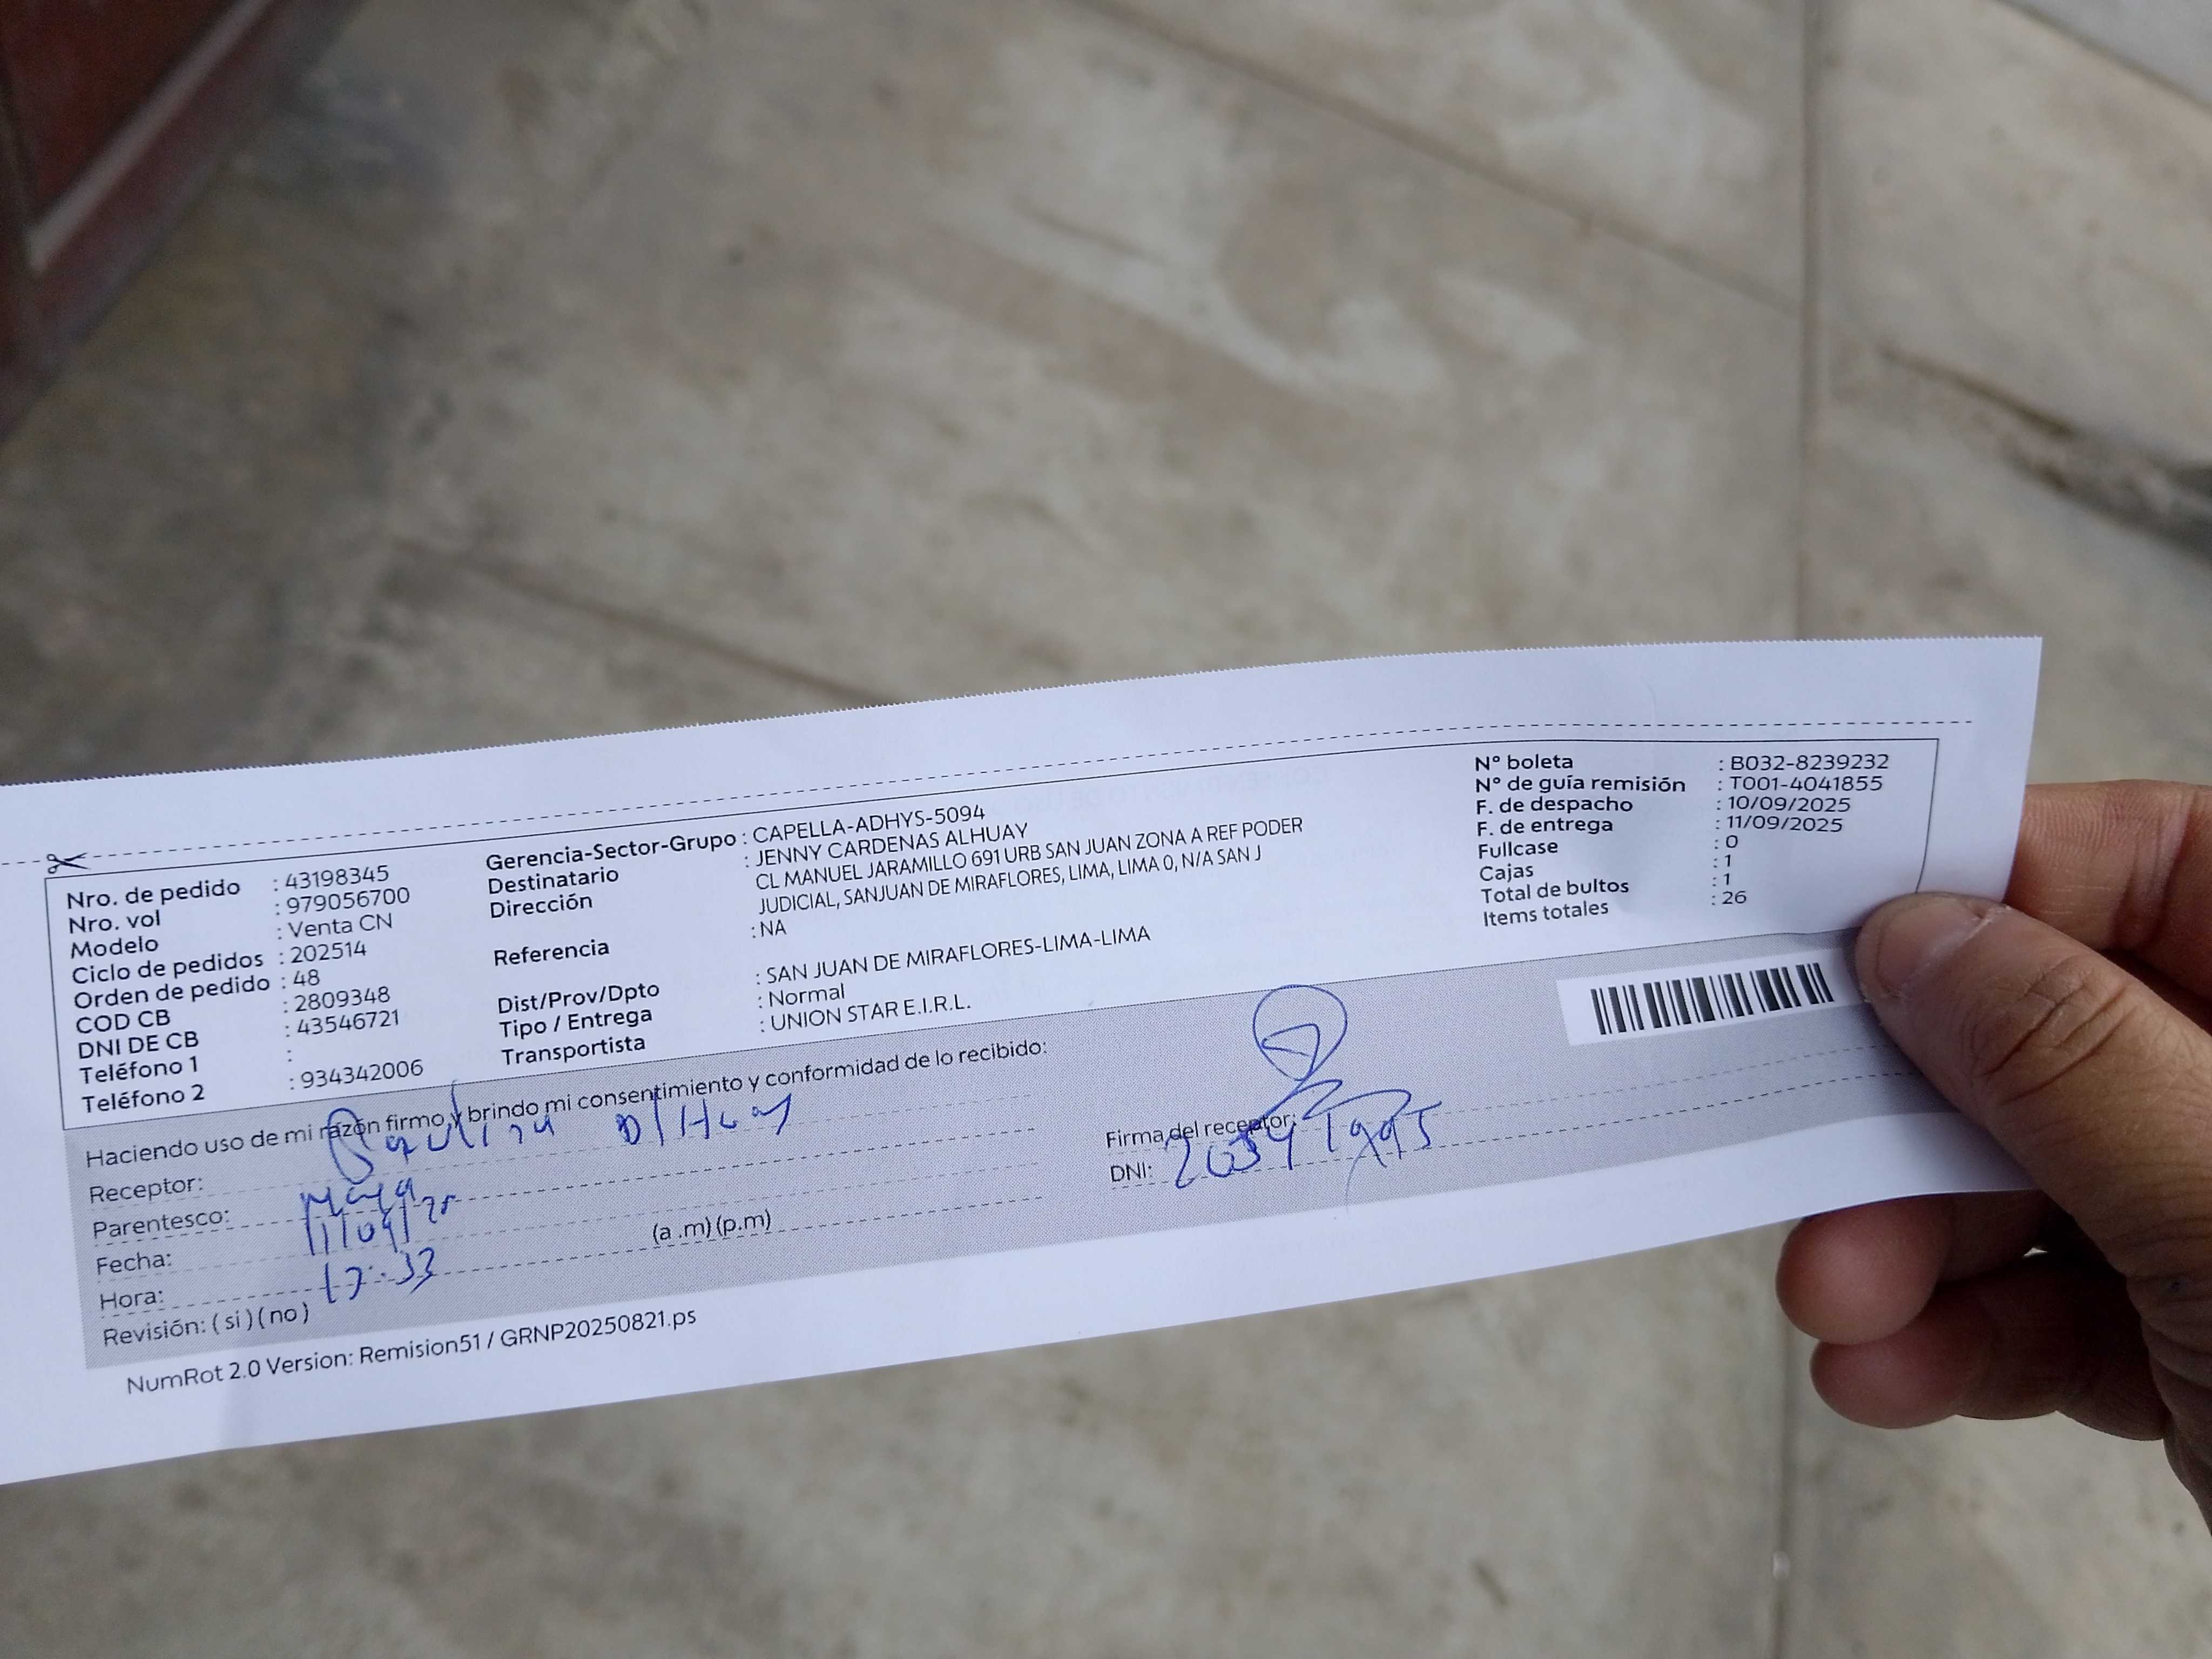 Nro. de pedido : 43198345
Nro. vol : 979056700
Modelo : Venta CN
Ciclo de pedidos : 202514
Orden de pedido : 48
COD CB : 2809348
DNI DE CB : 43546721
Teléfono 1 :
Teléfono 2 : 934342006
Gerencia-Sector-Grupo : CAPELLA-ADHYS-5094
Destinatario : JENNY CARDENAS ALHUAY
Dirección CL MANUEL JARAMILLO 691 URB SAN JUAN ZONA A REF PODER
JUDICIAL, SANJUAN DE MIRAFLORES, LIMA, LIMA 0, N/A SAN J
Referencia : NA
Dist/Prov/Dpto : SAN JUAN DE MIRAFLORES-LIMA-LIMA
Tipo / Entrega : Normal
Transportista : UNION STAR E.I.R.L.
N° boleta : B032-8239232
N° de guía remisión : T001-4041855
F. de despacho : 10/09/2025
F. de entrega : 11/09/2025
Fullcase : 0
Cajas : 1
Total de bultos : 1
Items totales : 26
Haciendo uso de mi razón firmo y brindo mi consentimiento y conformidad de lo recibido:
Receptor: Paulina AlHuay
Parentesco:
Fecha: 11/09/25
Hora: 17:33 (a .m) (p.m)
Revisión: ( si ) ( no )
Firma del receptor:
DNI:
NumRot 2.0 Version: Remision51 / GRNP20250821.ps